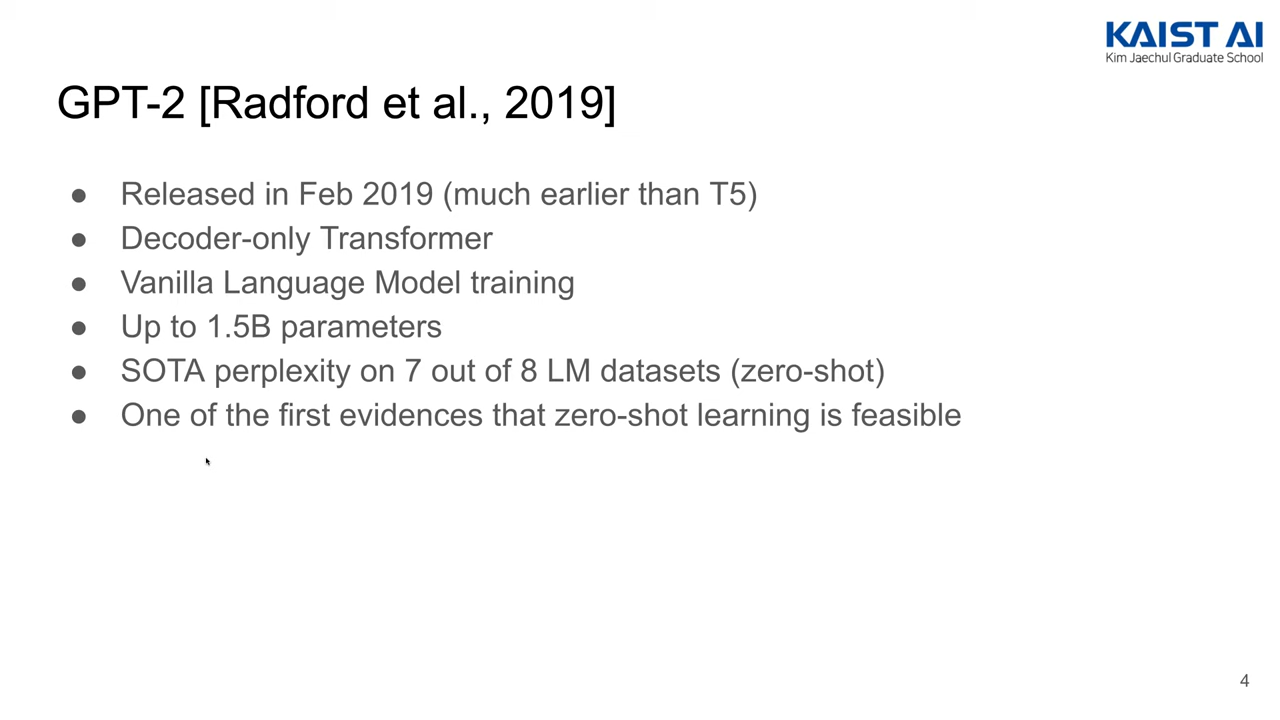 KAIST AI
Kim Jaechul Graduate School
GPT-2 [Radford et al., 2019]
● Released in Feb 2019 (much earlier than T5)
● Decoder-only Transformer
● Vanilla Language Model training
● Up to 1.5B parameters
● SOTA perplexity on 7 out of 8 LM datasets (zero-shot)
● One of the first evidences that zero-shot learning is feasible
4